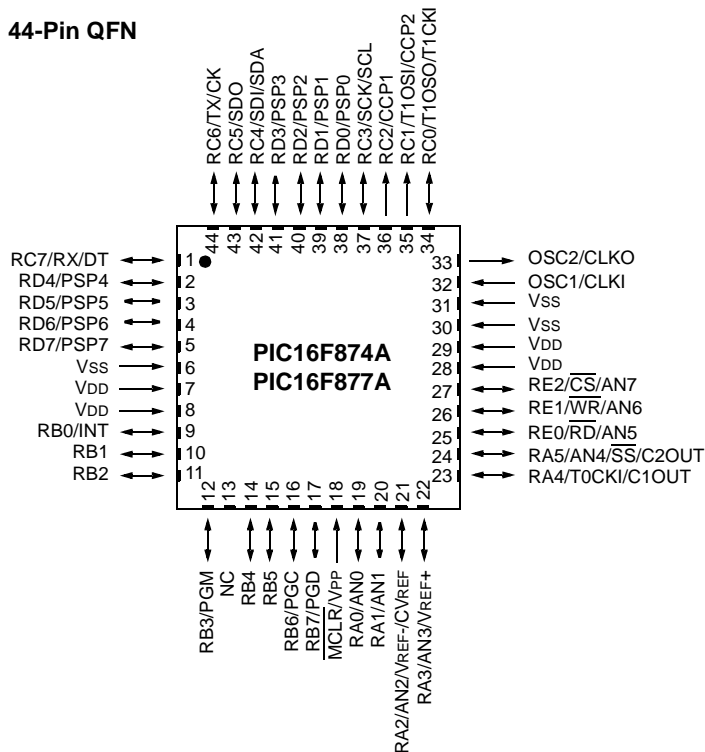 44-Pin QFN
RC6/TX/CK
RC5/SDO
RC4/SDI/SDA
RD3/PSP3
RD2/PSP2
RD1/PSP1
RD0/PSP0
RC3/SCK/SCL
RC2/CCP1
RC1/T1OSI/CCP2
RC0/T1OSO/T1CKI
44
43
42
41
40
39
38
37
36
35
34
RC7/RX/DT
RD4/PSP4
RD5/PSP5
RD6/PSP6
RD7/PSP7
VSS
VDD
VDD
RB0/INT
RB1
RB2
1
2
3
4
5
6
7
8
9
10
11
PIC16F874A
PIC16F877A
33
32
31
30
29
28
27
26
25
24
23
OSC2/CLKO
OSC1/CLKI
VSS
VSS
VDD
VDD
RE2/CS/AN7
RE1/WR/AN6
RE0/RD/AN5
RA5/AN4/SS/C2OUT
RA4/T0CKI/C1OUT
12
13
14
15
16
17
18
19
20
21
22
RB3/PGM
NC
RB4
RB5
RB6/PGC
RB7/PGD
MCLR/VPP
RA0/AN0
RA1/AN1
RA2/AN2/VREF-/CVREF
RA3/AN3/VREF+